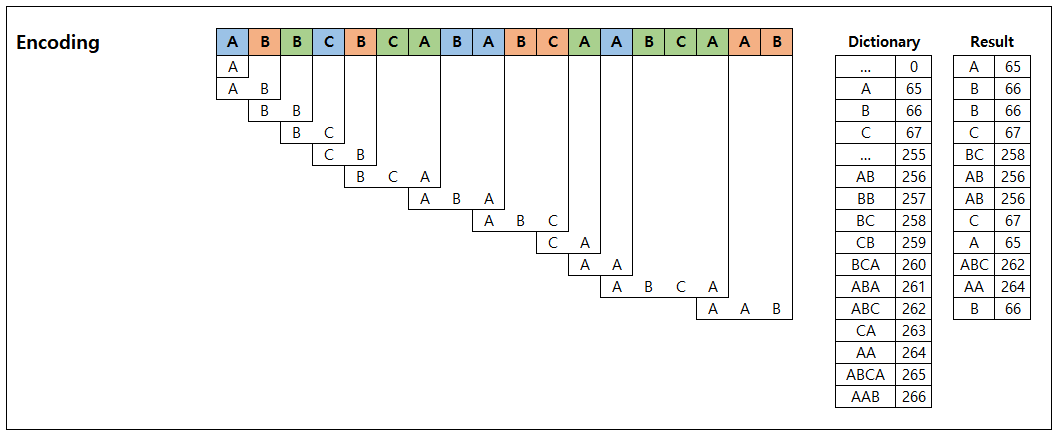 Encoding
A B B C B C A B A B C A A B C A A B
Dictionary Result
A ... 0 A 65
A B A 65 B 66
B B B 66 B 66
B C C 67 C 67
C B ... 255 BC 258
B C A AB 256 AB 256
A B A BB 257 AB 256
A B C BC 258 C 67
C A CB 259 A 65
A A BCA 260 ABC 262
A B C A ABA 261 AA 264
A A B ABC 262 B 66
CA 263
AA 264
ABCA 265
AAB 266